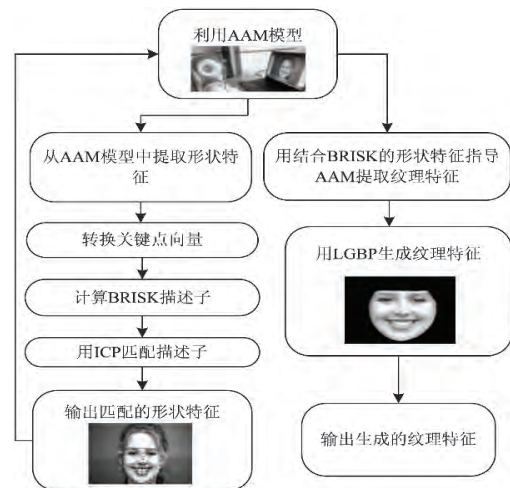 利用AAM模型
从AAM模型中提取形状特
征
转换关键点向量
计算BRISK描述子
用ICP匹配描述子
输出匹配的形状特征
用结合BRISK的形状特征指导
AAM提取纹理特征
用LGBP生成纹理特征
输出生成的纹理特征